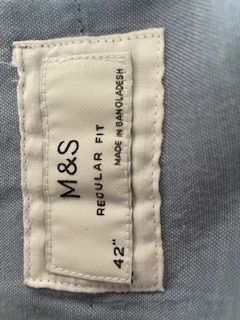 M&S
REGULAR FIT
MADE IN BANGLADESH
42"